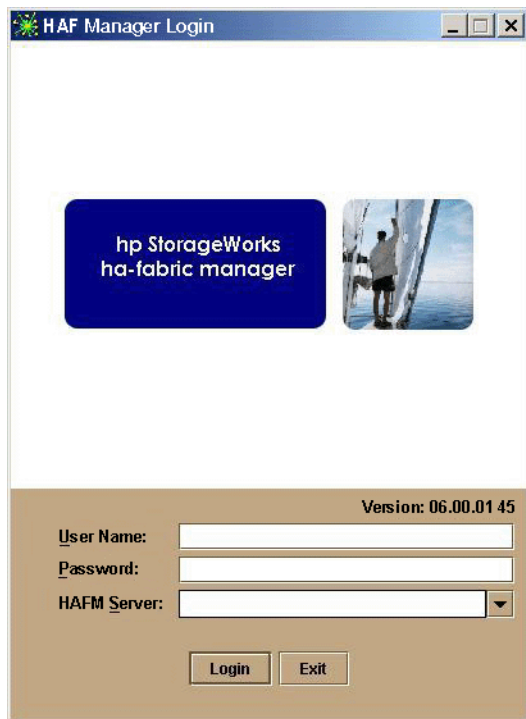 HAF Manager Login
hp StorageWorks
ha-fabric manager
Version: 06.00.01 45
User Name:
Password:
HAFM Server:
Login Exit